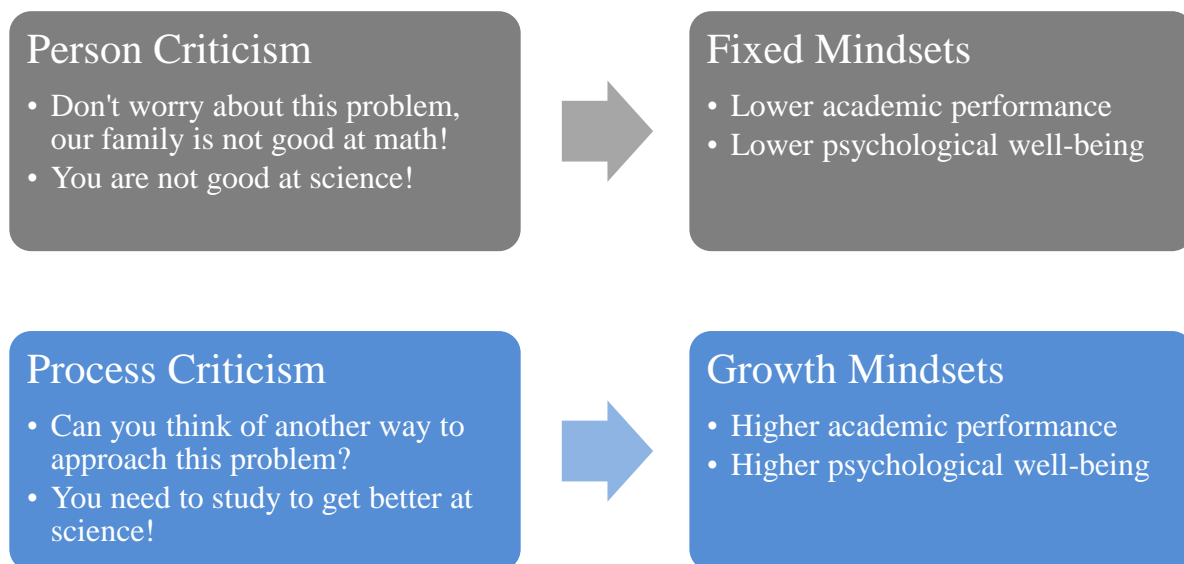 Person Criticism
• Don't worry about this problem,
our family is not good at math!
• You are not good at science!
Fixed Mindsets
• Lower academic performance
• Lower psychological well-being
Process Criticism
• Can you think of another way to
approach this problem?
• You need to study to get better at
science!
Growth Mindsets
• Higher academic performance
• Higher psychological well-being